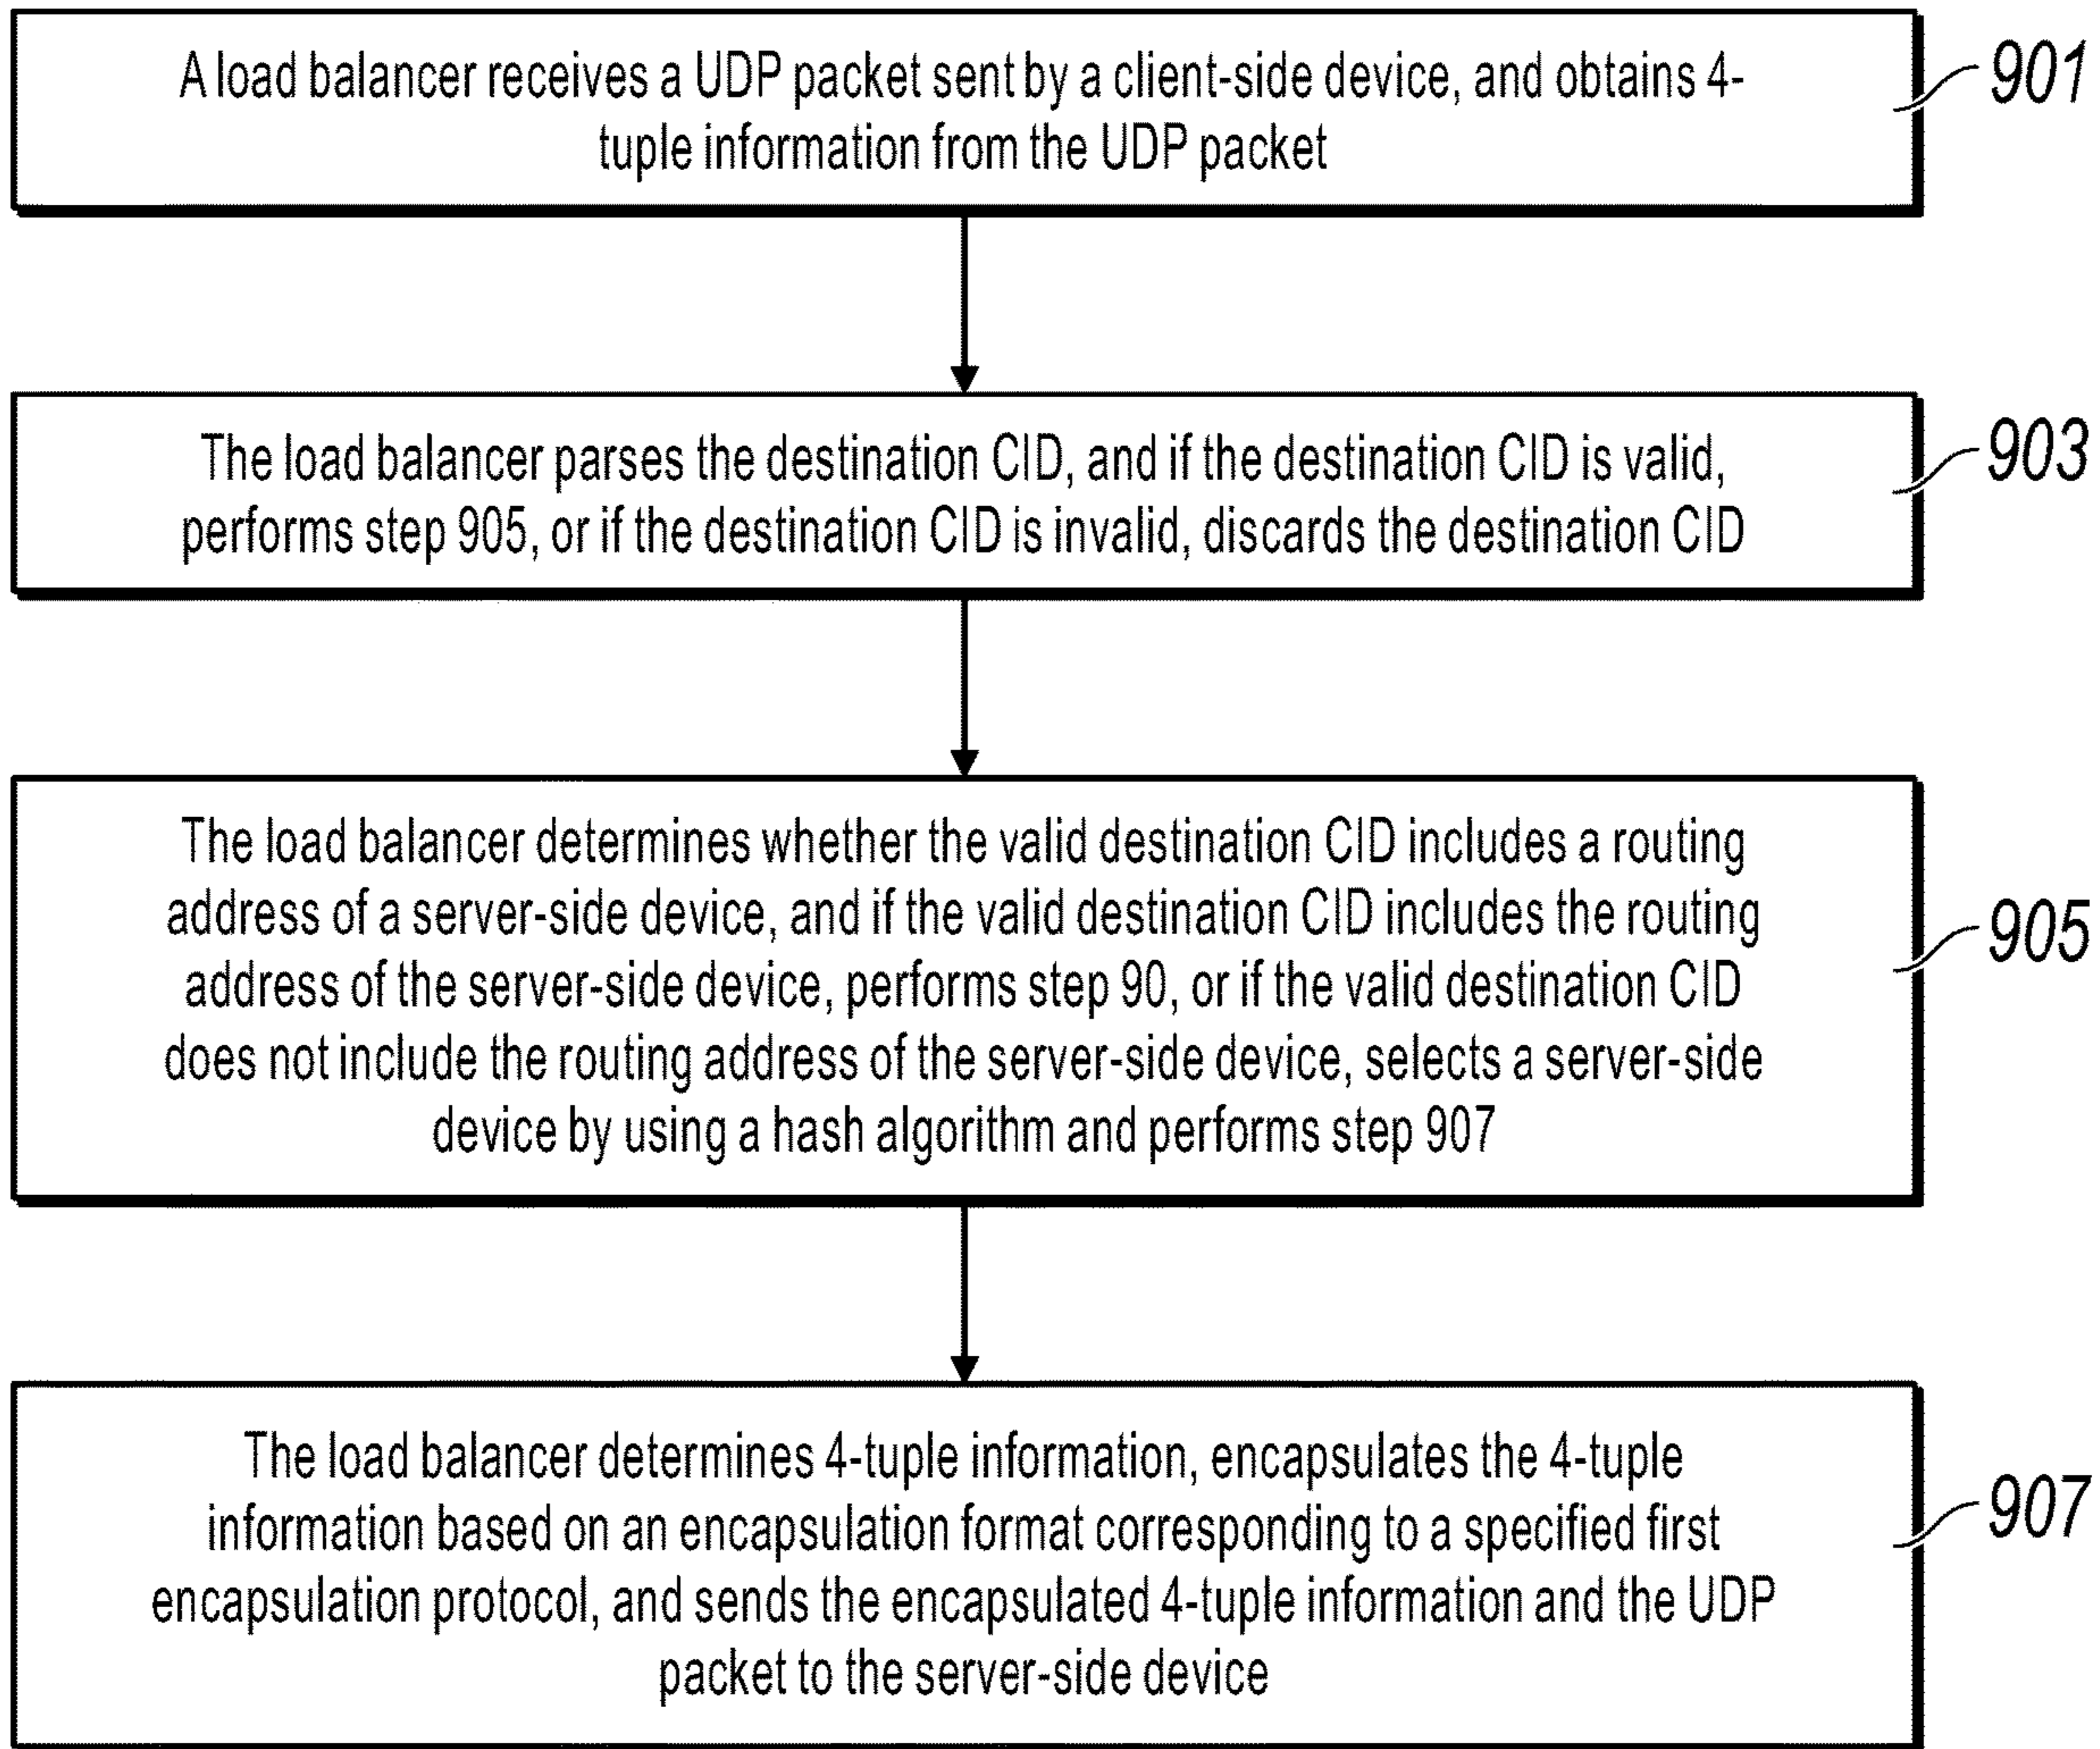 A load balancer receives a UDP packet sent by a client-side device, and obtains 4-
tuple information from the UDP packet
901
The load balancer parses the destination CID, and if the destination CID is valid,
performs step 905, or if the destination CID is invalid, discards the destination CID
903
The load balancer determines whether the valid destination CID includes a routing
address of a server-side device, and if the valid destination CID includes the routing
address of the server-side device, performs step 90, or if the valid destination CID
does not include the routing address of the server-side device, selects a server-side
device by using a hash algorithm and performs step 907
905
The load balancer determines 4-tuple information, encapsulates the 4-tuple
information based on an encapsulation format corresponding to a specified first
encapsulation protocol, and sends the encapsulated 4-tuple information and the UDP
packet to the server-side device
907